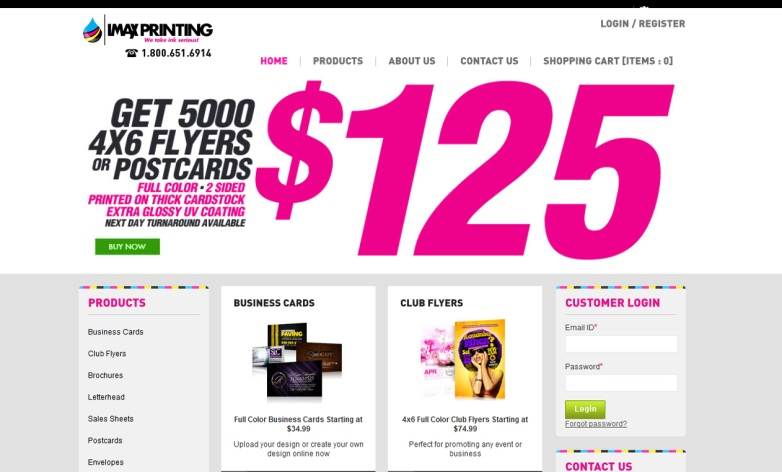 LMAX PRINTING
We take ink serious!
☎ 1.800.651.6914
LOGIN / REGISTER
HOME
PRODUCTS
ABOUT US
CONTACT US
SHOPPING CART [ITEMS : 0]
GET 5000
4X6 FLYERS
OR POSTCARDS
FULL COLOR • 2 SIDED
PRINTED ON THICK CARDSTOCK
EXTRA GLOSSY UV COATING
NEXT DAY TURNAROUND AVAILABLE
$125
BUY NOW
PRODUCTS
Business Cards
Club Flyers
Brochures
Letterhead
Sales Sheets
Postcards
Envelopes
BUSINESS CARDS
PAVING
Full Color Business Cards Starting at
$34.99
Upload your design or create your own
design online now
CLUB FLYERS
APR
4x6 Full Color Club Flyers Starting at
$74.99
Perfect for promoting any event or
business
CUSTOMER LOGIN
Email ID*
Password*
Login
Forgot password?
CONTACT US